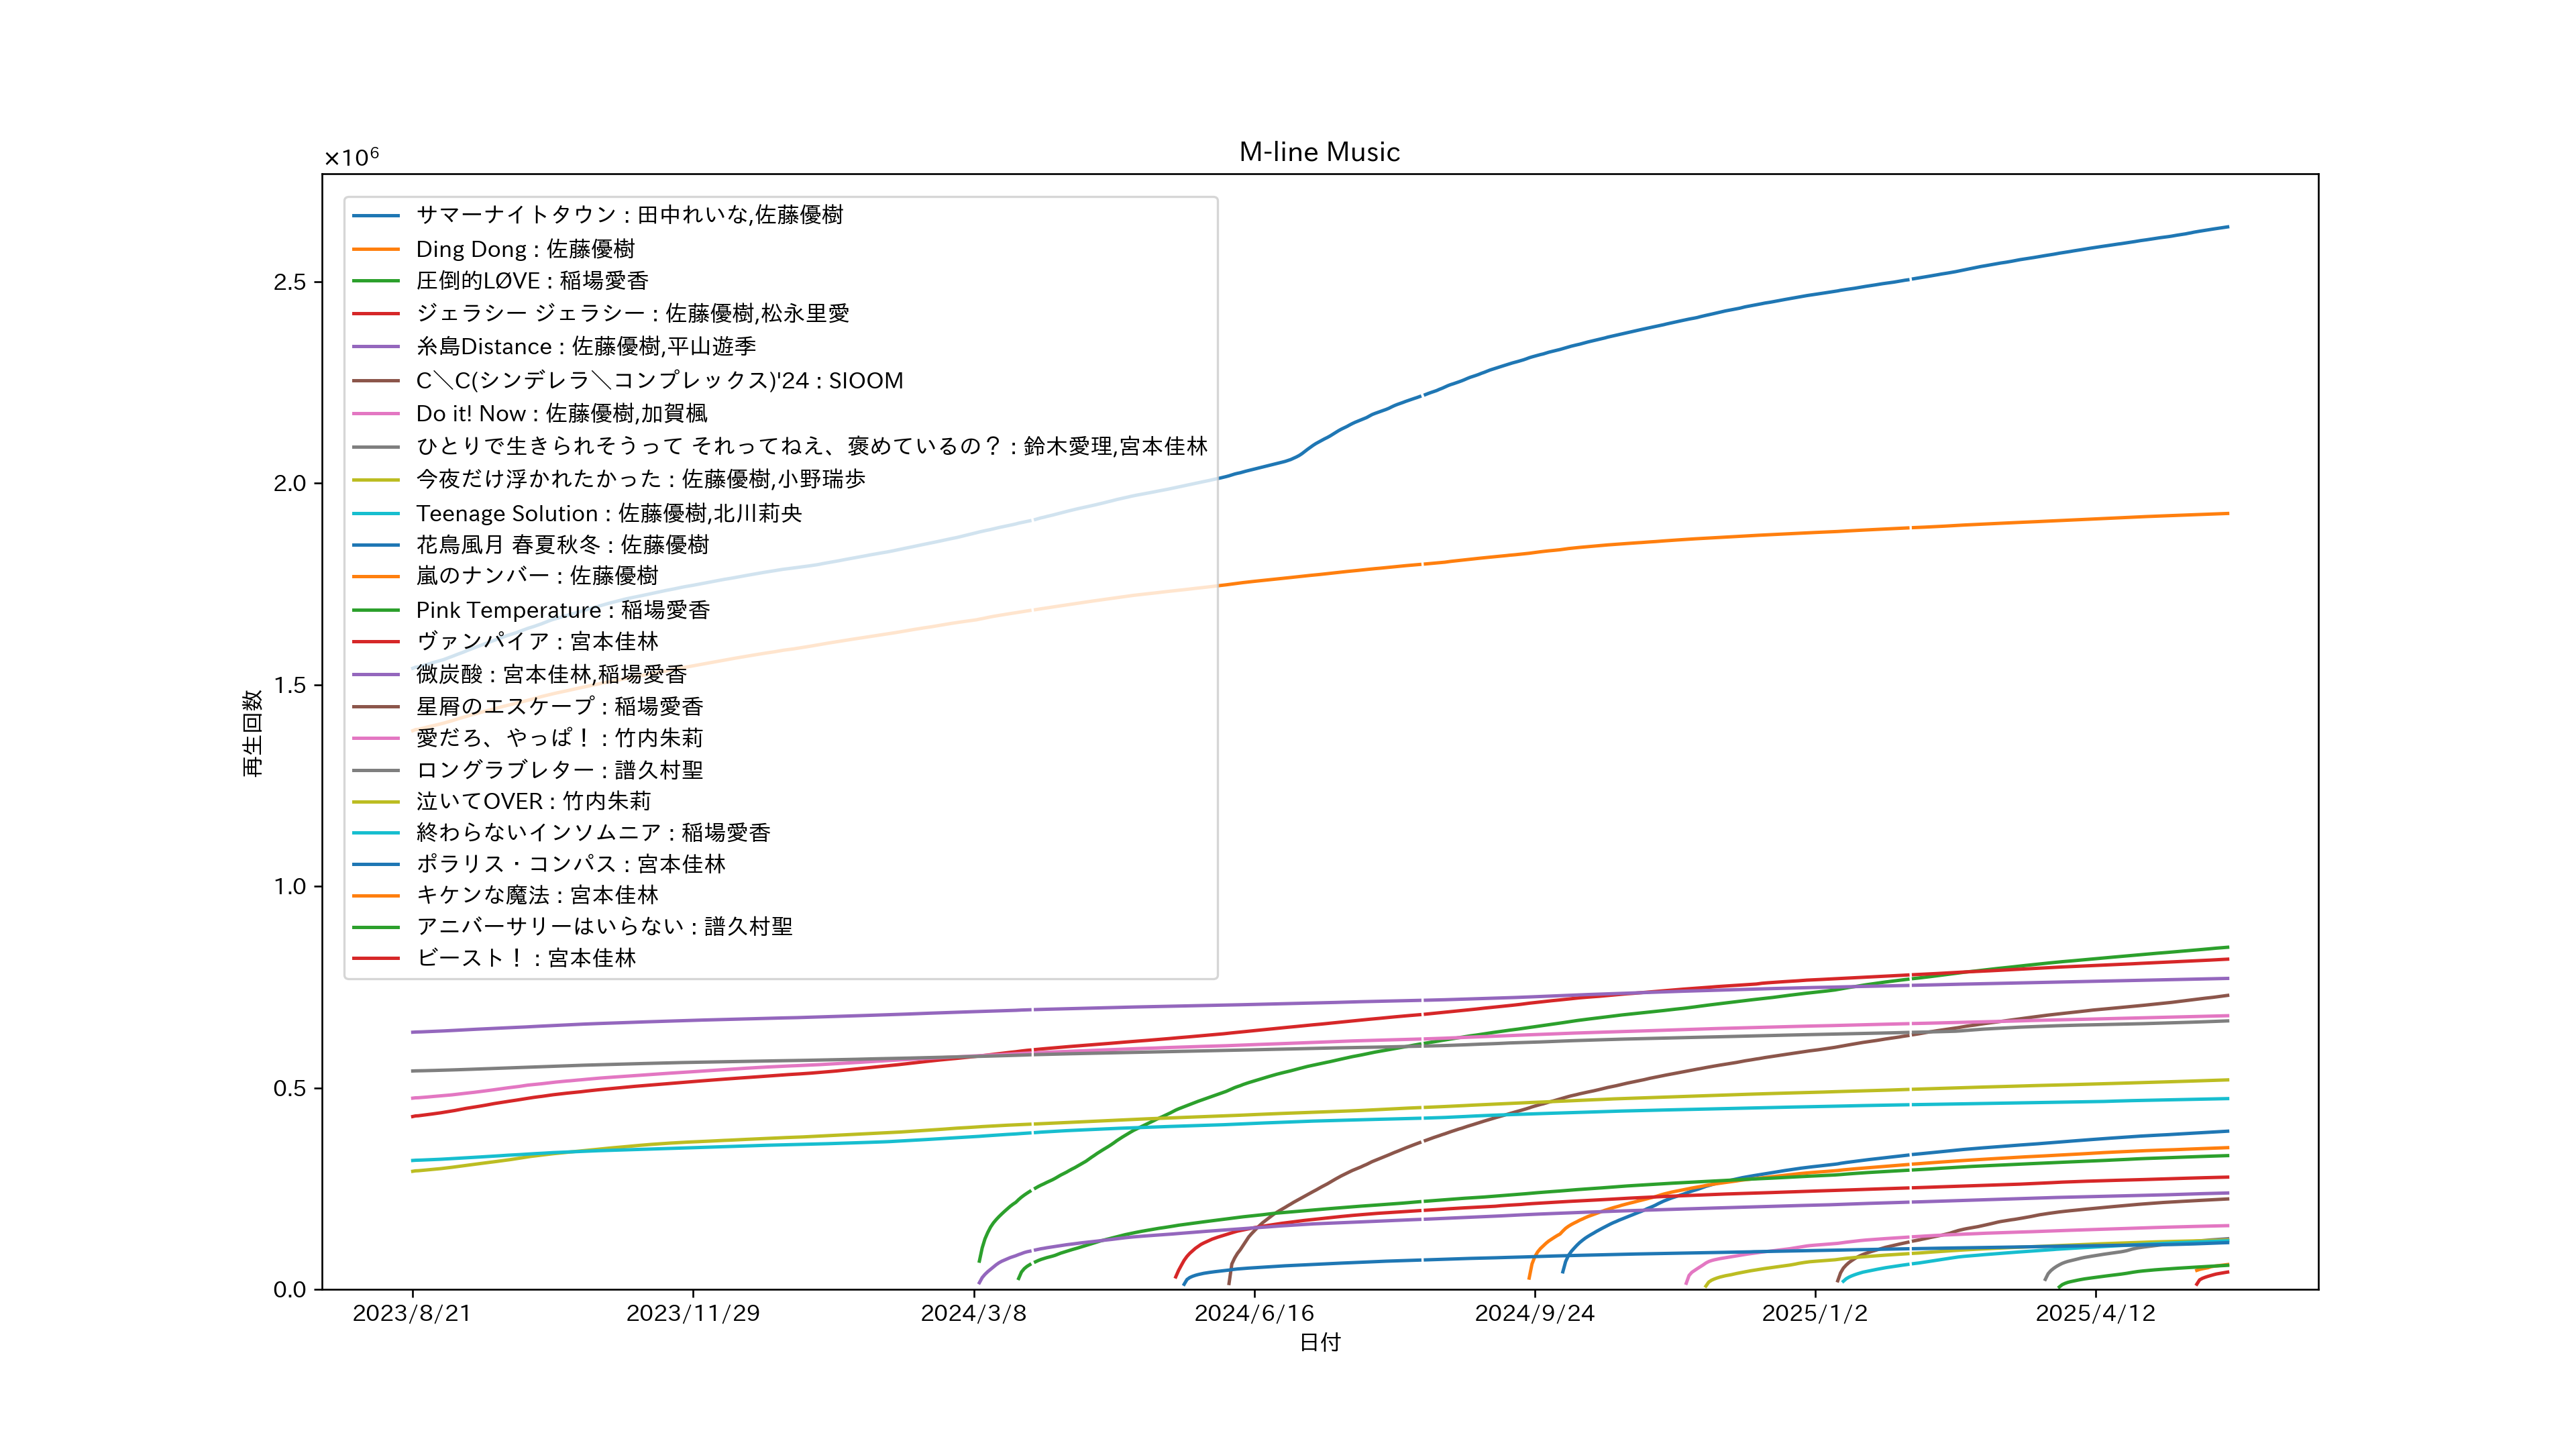 M-line Music
×10⁶
サマーナイトタウン : 田中れいな,佐藤優樹
Ding Dong : 佐藤優樹
圧倒的LØVE : 稲場愛香
ジェラシー ジェラシー : 佐藤優樹,松永里愛
糸島Distance : 佐藤優樹,平山遊季
C＼C(シンデレラ＼コンプレックス)'24 : SIOOM
Do it! Now : 佐藤優樹,加賀楓
ひとりで生きられそうって それってねえ、褒めているの？ : 鈴木愛理,宮本佳林
今夜だけ浮かれたかった : 佐藤優樹,小野瑞歩
Teenage Solution : 佐藤優樹,北川莉央
花鳥風月 春夏秋冬 : 佐藤優樹
嵐のナンバー : 佐藤優樹
Pink Temperature : 稲場愛香
ヴァンパイア : 宮本佳林
微炭酸 : 宮本佳林,稲場愛香
星屑のエスケープ : 稲場愛香
愛だろ、やっぱ！ : 竹内朱莉
ロングラブレター : 譜久村聖
泣いてOVER : 竹内朱莉
終わらないインソムニア : 稲場愛香
ポラリス・コンパス : 宮本佳林
キケンな魔法 : 宮本佳林
アニバーサリーはいらない : 譜久村聖
ビースト！ : 宮本佳林
2.5
2.0
1.5
1.0
0.5
0.0
再生回数
2023/8/21
2023/11/29
2024/3/8
2024/6/16
2024/9/24
2025/1/2
2025/4/12
日付